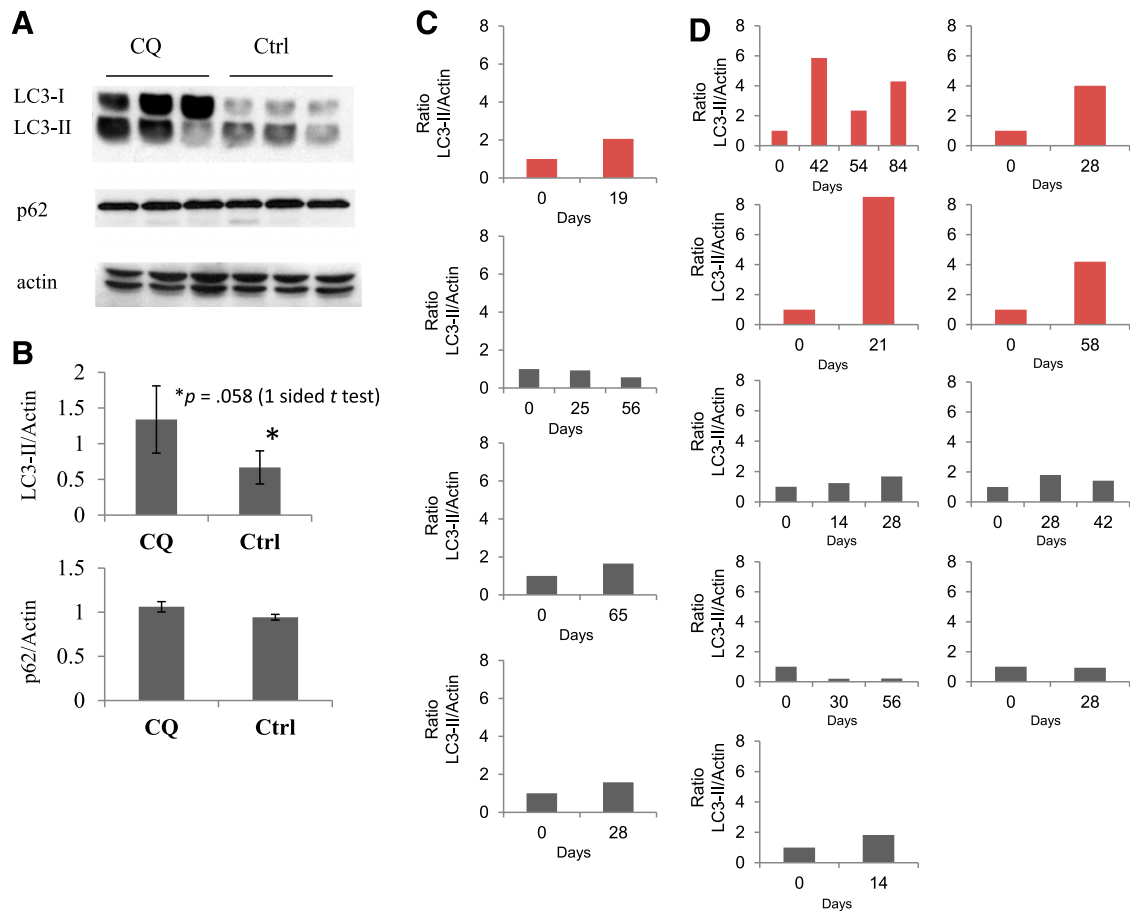 A
CQ Ctrl
LC3-I
LC3-II
p62
actin
B
LC3-II/Actin
2
1.5
1
0.5
0
*p = .058 (1 sided t test)
*
CQ Ctrl
p62/Actin
1.5
1
0.5
0
CQ Ctrl
C
Ratio
LC3-II/Actin
8
6
4
2
0
0 19
Days
Ratio
LC3-II/Actin
8
6
4
2
0
0 25 56
Days
Ratio
LC3-II/Actin
8
6
4
2
0
0 65
Days
Ratio
LC3-II/Actin
8
6
4
2
0
0 28
Days
D
Ratio
LC3-II/Actin
8
6
4
2
0
0 42 54 84
Days
8
6
4
2
0
0 28
Days
Ratio
LC3-II/Actin
8
6
4
2
0
0 21
Days
8
6
4
2
0
0 58
Days
Ratio
LC3-II/Actin
8
6
4
2
0
0 14 28
Days
8
6
4
2
0
0 28 42
Days
Ratio
LC3-II/Actin
8
6
4
2
0
0 30 56
Days
8
6
4
2
0
0 28
Days
Ratio
LC3-II/Actin
8
6
4
2
0
0 14
Days